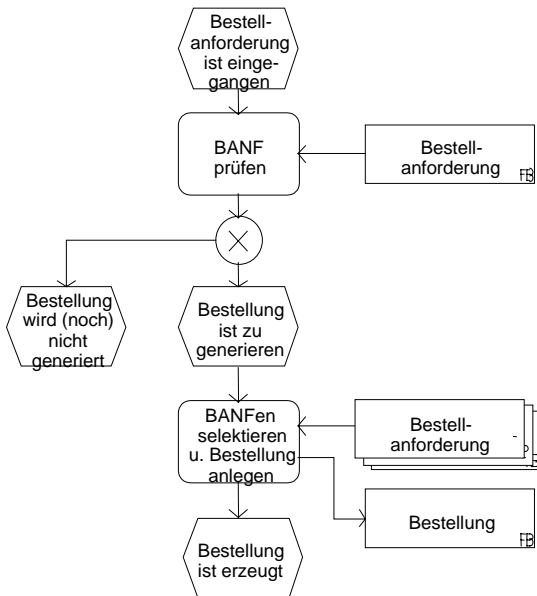 Bestell-
anforderung
ist einge-
gangen
BANF
prüfen
Bestell-
anforderung
FB
Bestellung
wird (noch)
nicht
generiert
Bestellung
ist zu
generieren
BANFen
selektieren
u. Bestellung
anlegen
Bestell-
anforderung
Bestellung
FB
Bestellung
ist erzeugt